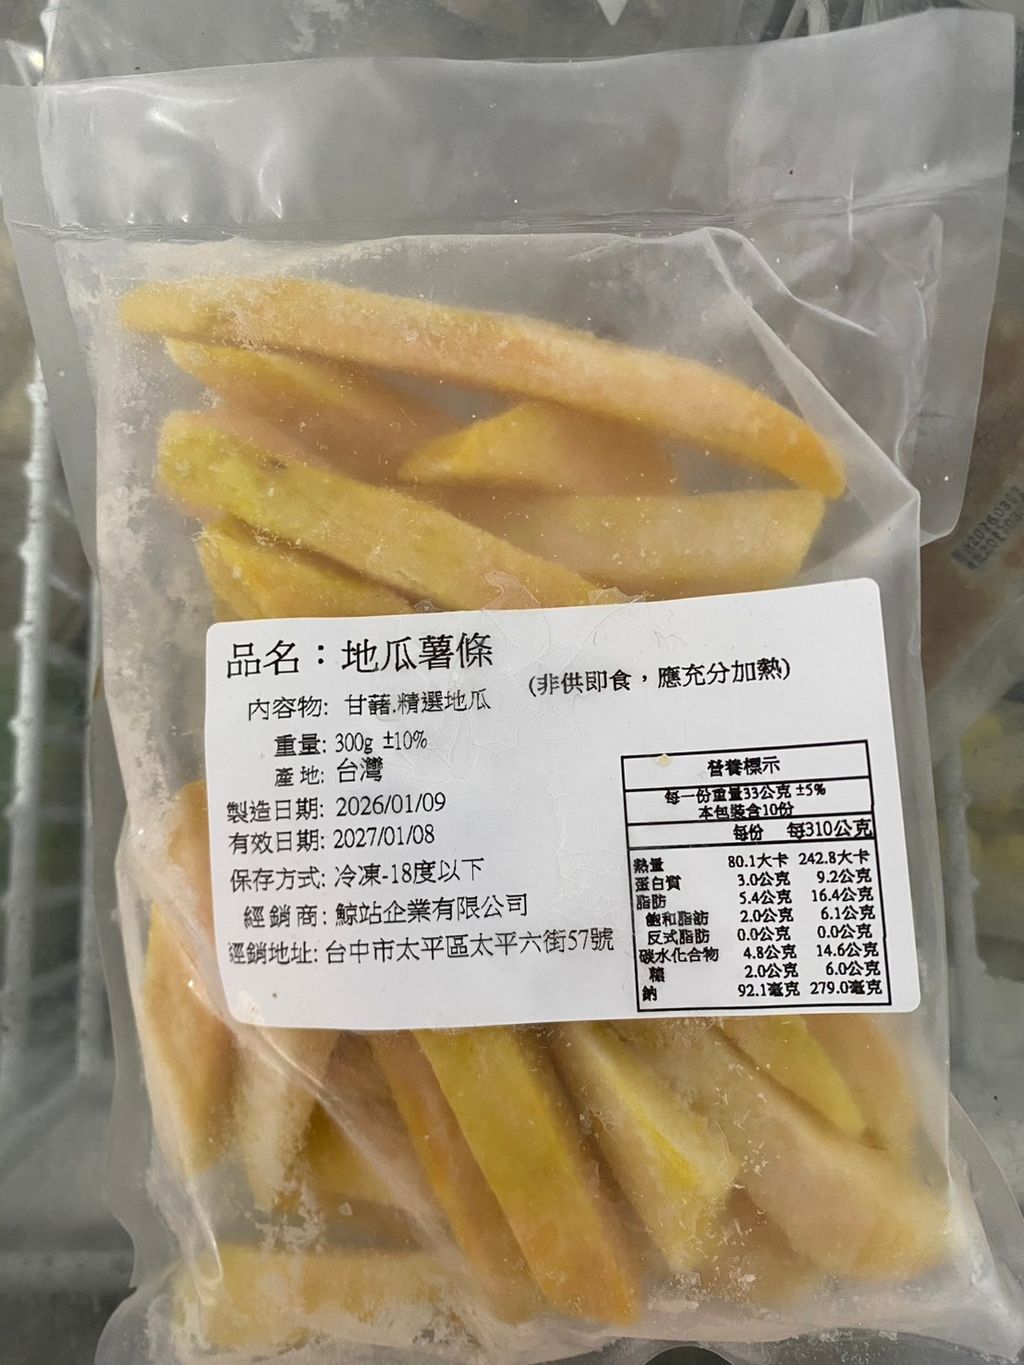 品名：地瓜薯條
(非供即食，應充分加熱)
內容物: 甘藷.精選地瓜
重量: 300g ±10%
產地: 台灣
製造日期: 2026/01/09
有效日期: 2027/01/08
保存方式: 冷凍-18度以下
經銷商: 鯨站企業有限公司
經銷地址: 台中市太平區太平六街57號
營養標示
每一份重量33公克 ±5%
本包裝含10份
每份 每310公克
熱量 80.1大卡 242.8大卡
蛋白質 3.0公克 9.2公克
脂肪 5.4公克 16.4公克
飽和脂肪 2.0公克 6.1公克
反式脂肪 0.0公克 0.0公克
碳水化合物 4.8公克 14.6公克
糖 2.0公克 6.0公克
鈉 92.1毫克 279.0毫克